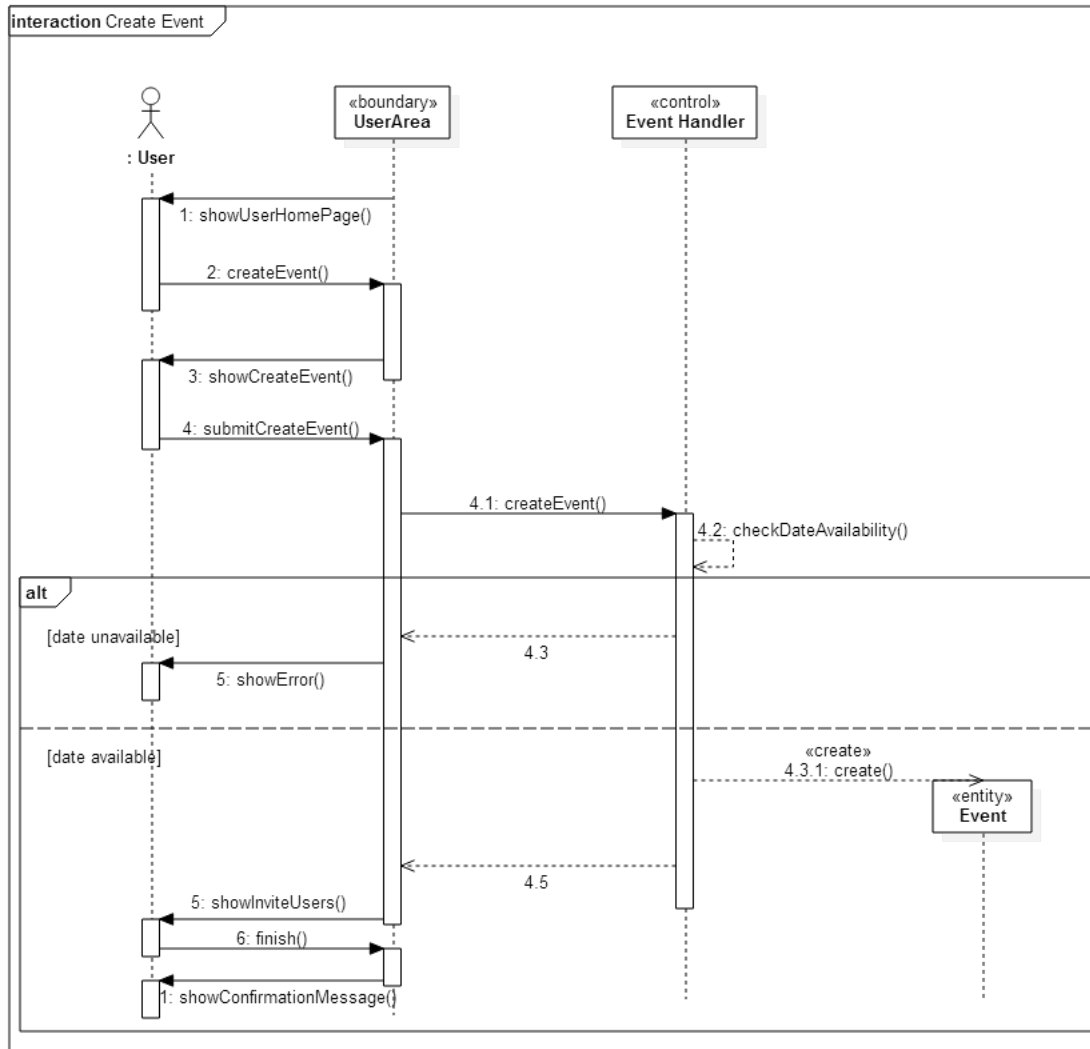 interaction Create Event
«boundary»
UserArea
«control»
Event Handler
: User
1: showUserHomePage()
2: createEvent()
3: showCreateEvent()
4: submitCreateEvent()
4.1: createEvent()
4.2: checkDateAvailability()
alt
[date unavailable]
4.3
5: showError()
[date available]
«create»
4.3.1: create()
«entity»
Event
4.5
5: showInviteUsers()
6: finish()
1: showConfirmationMessage()